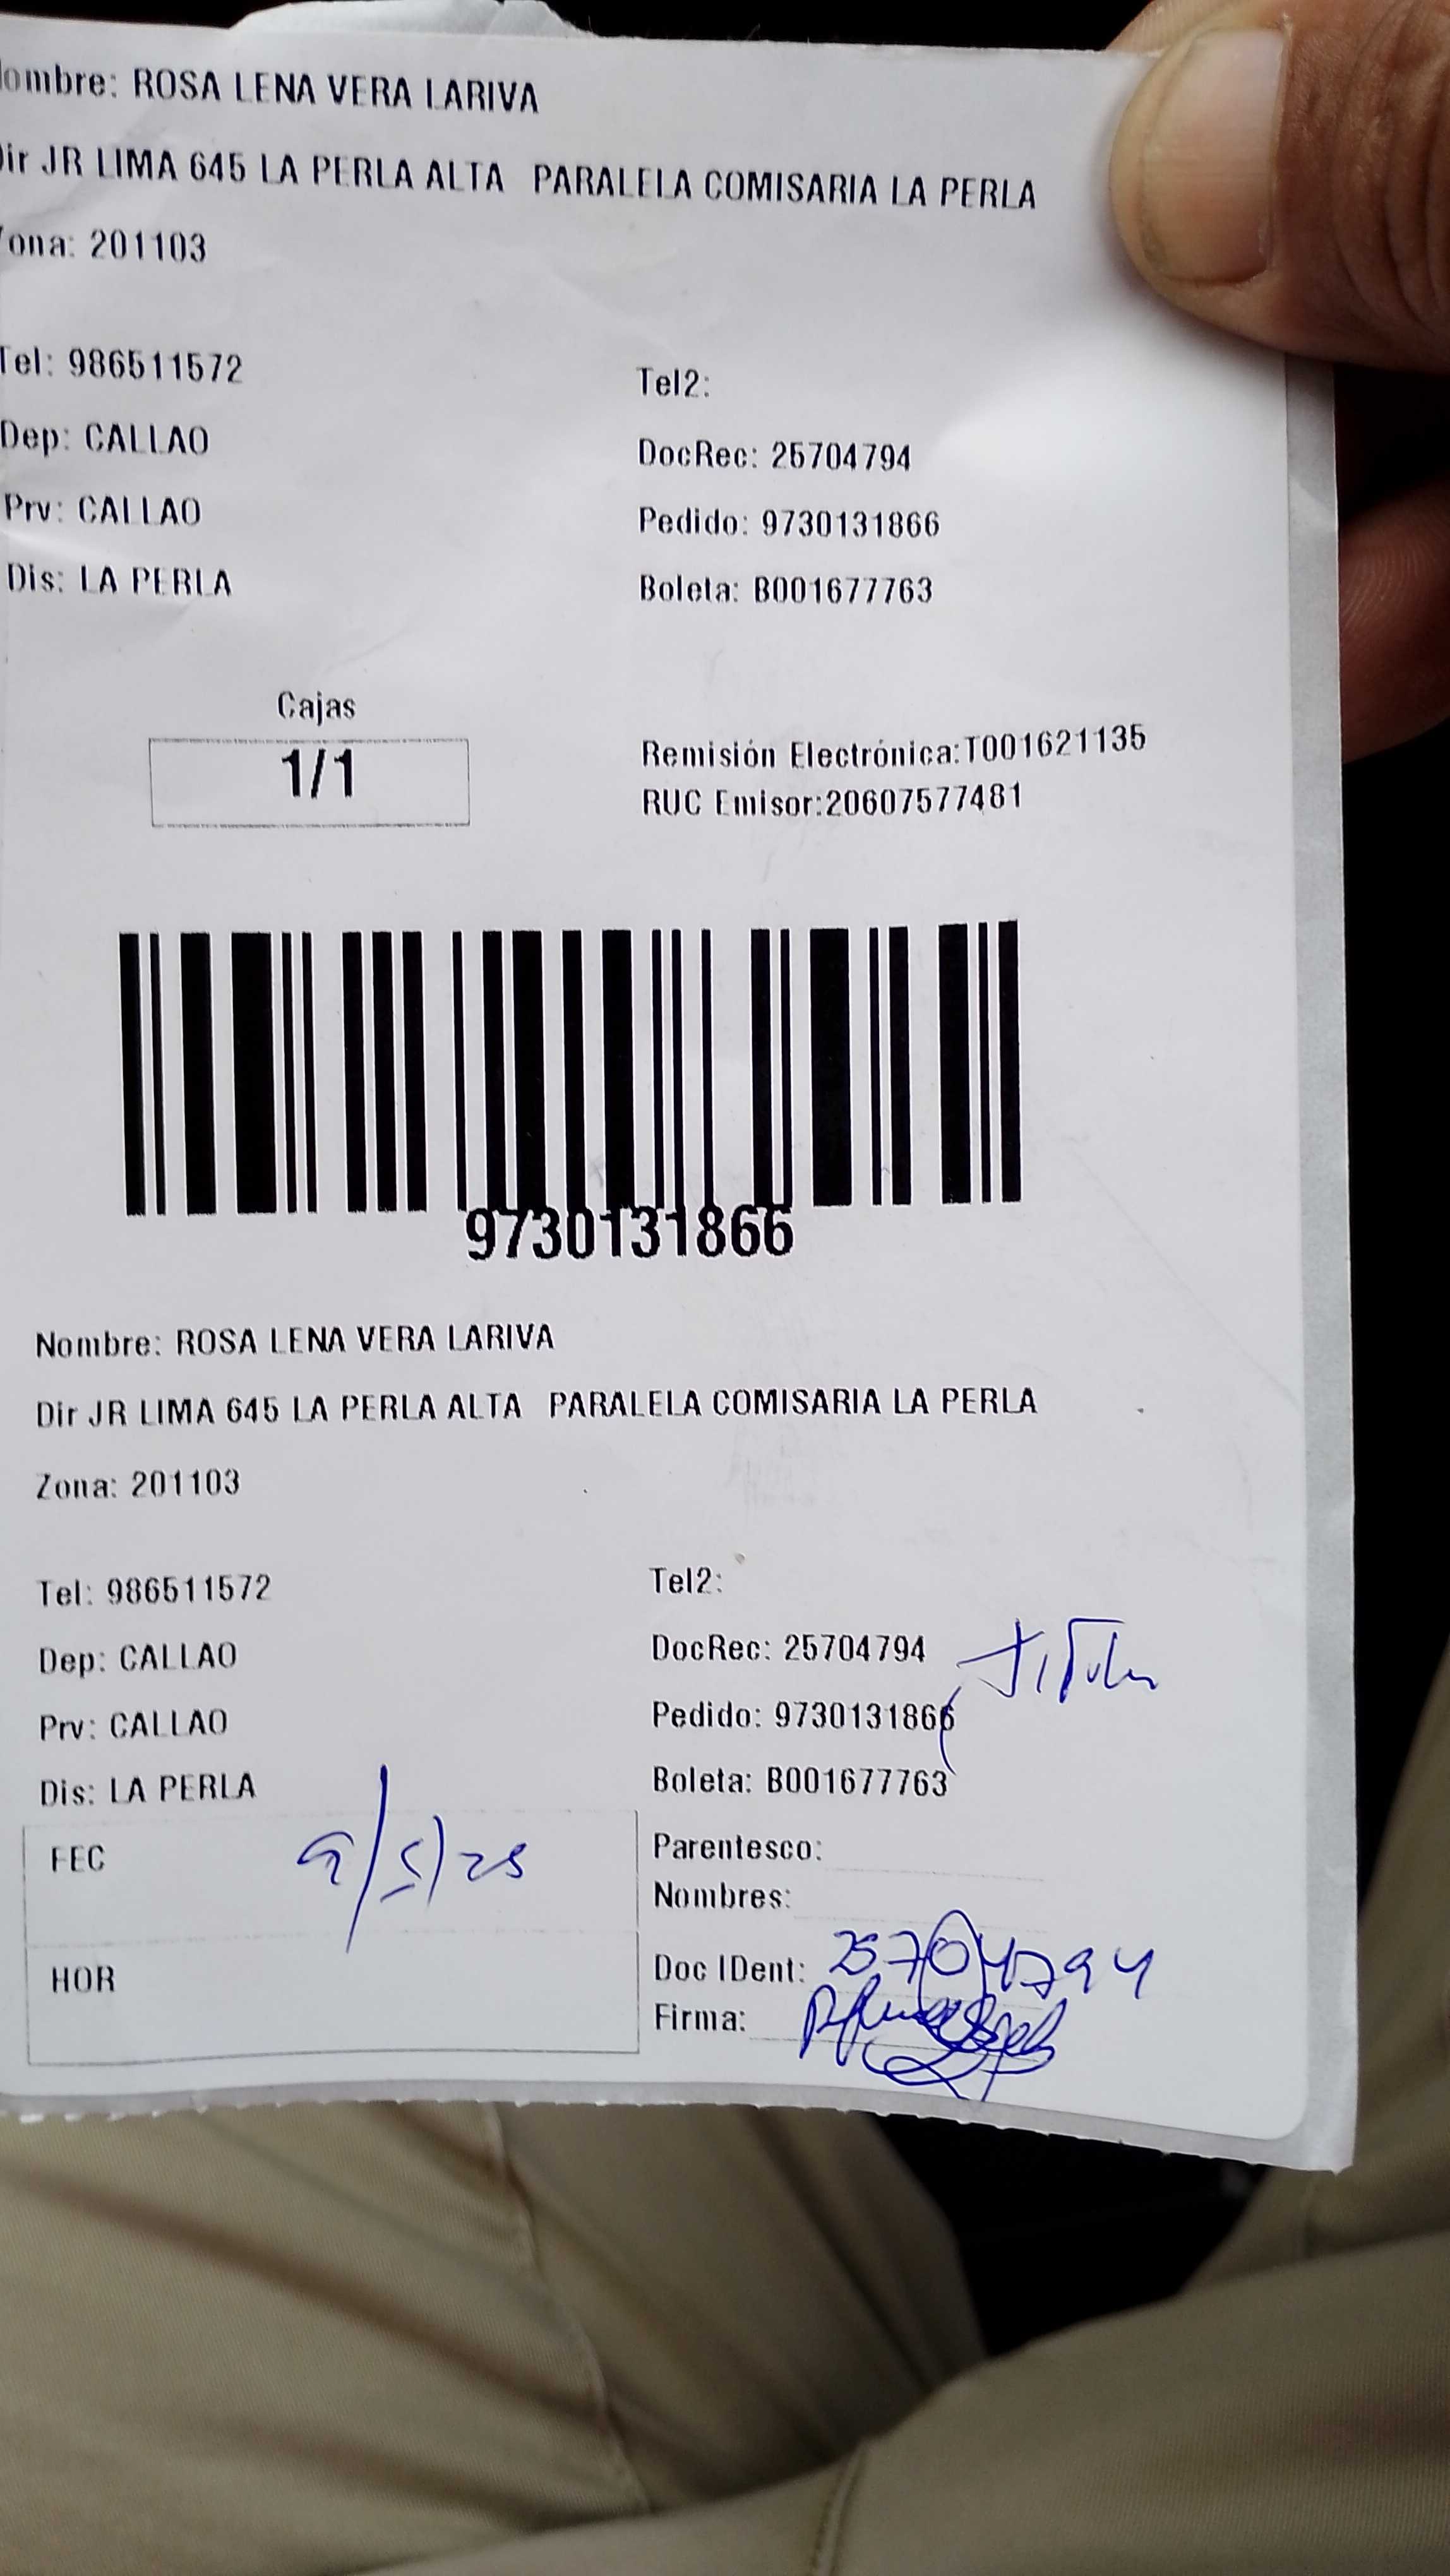 ombre: ROSA LENA VERA LARIVA
Dir JR LIMA 645 LA PERLA ALTA PARALELA COMISARIA LA PERLA
Zona: 201103
Tel: 986511572
Tel2:
Dep: CALLAO
DocRec: 25704794
Prv: CALLAO
Pedido: 9730131866
Dis: LA PERLA
Boleta: B001677763
Cajas
1/1
Remisión Electrónica:T001621135
RUC Emisor:20607577481
9730131866
Nombre: ROSA LENA VERA LARIVA
Dir JR LIMA 645 LA PERLA ALTA PARALELA COMISARIA LA PERLA
Zona: 201103
Tel: 986511572
Tel2:
Dep: CALLAO
DocRec: 25704794 titular
Prv: CALLAO
Pedido: 9730131866
Dis: LA PERLA
Boleta: B001677763
FEC 9/5/25
Parentesco:
Nombres:
HOR
Doc IDent: 25704794
Firma: